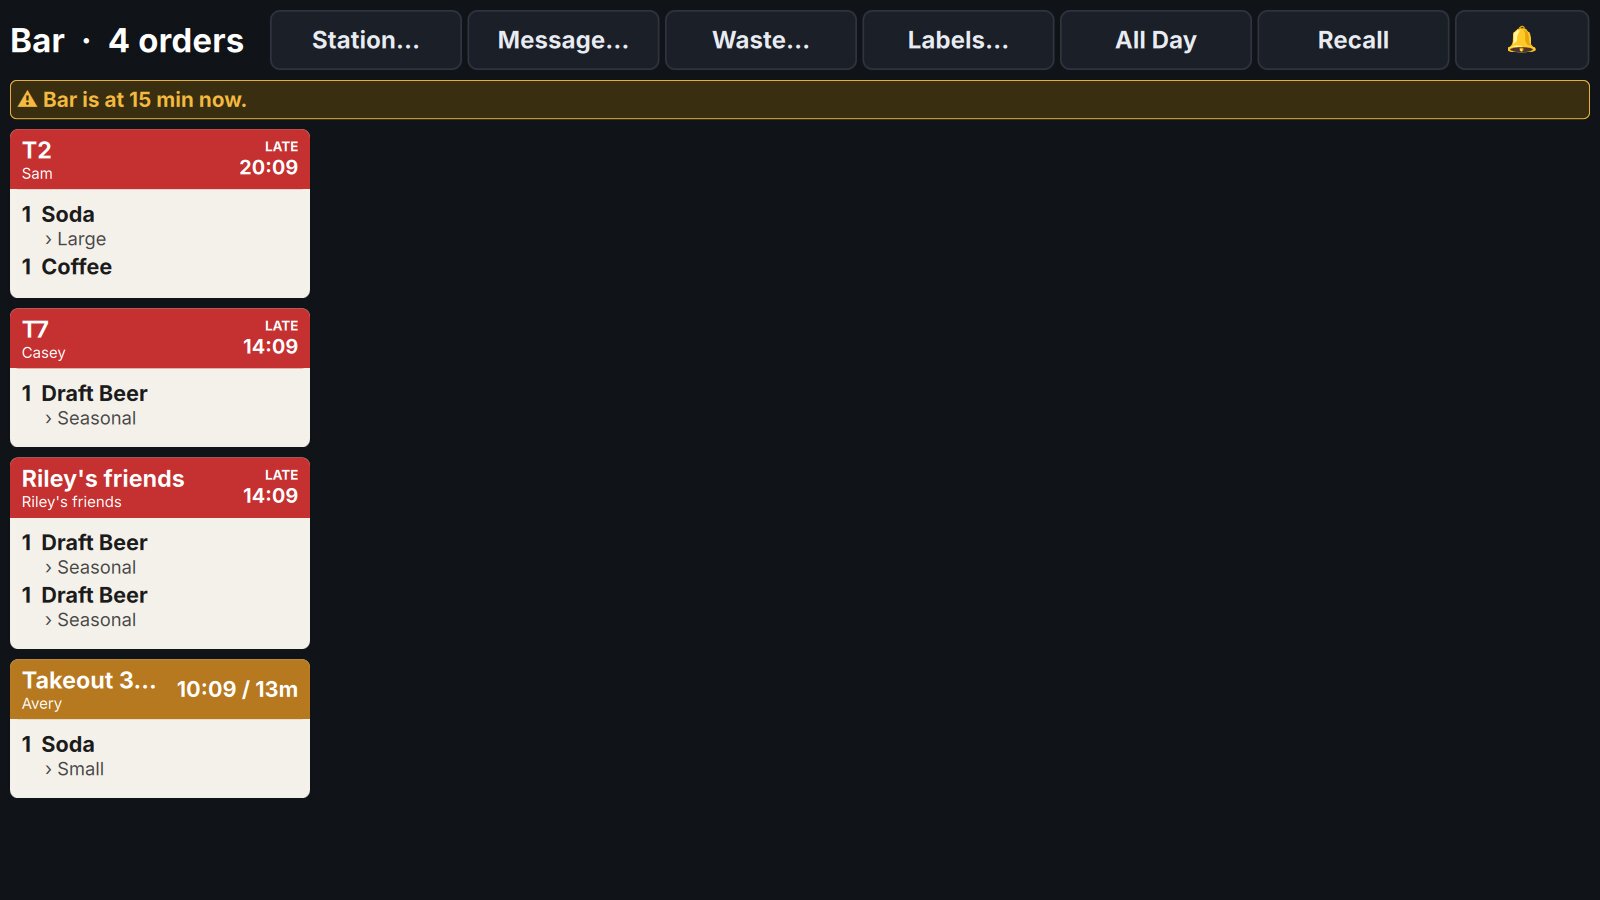 Bar · 4 orders
Station...
Message...
Waste...
Labels...
All Day
Recall
⚠ Bar is at 15 min now.
T2
Sam
LATE
20:09
1 Soda
› Large
1 Coffee
T7
Casey
LATE
14:09
1 Draft Beer
› Seasonal
Riley's friends
Riley's friends
LATE
14:09
1 Draft Beer
› Seasonal
1 Draft Beer
› Seasonal
Takeout 3...
Avery
10:09 / 13m
1 Soda
› Small